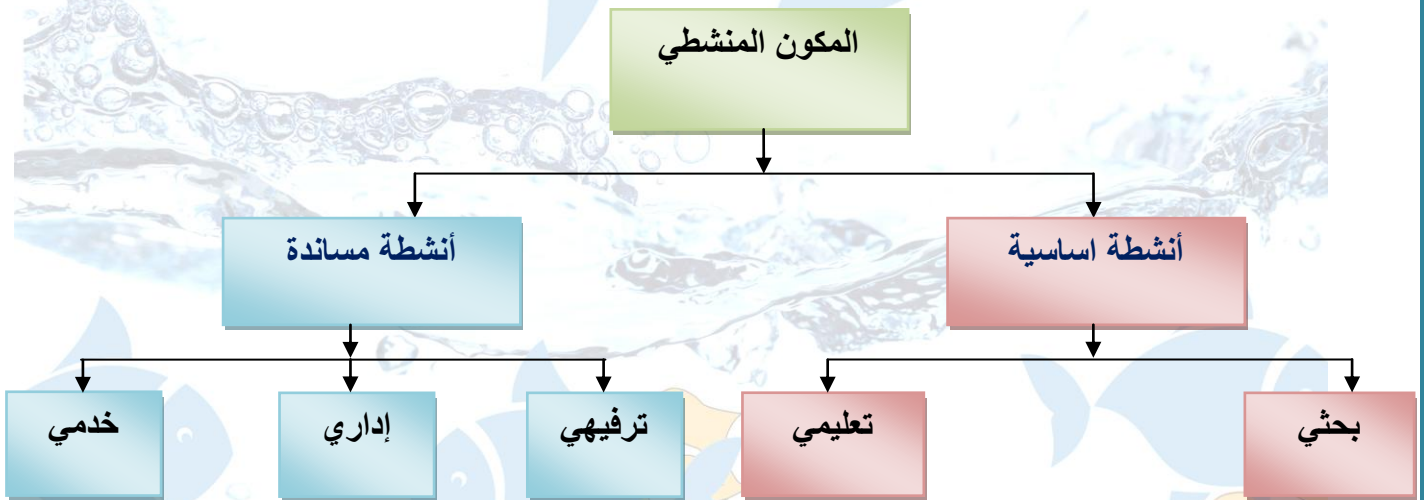 المكون المنشطي
أنشطة اساسية
أنشطة مساندة
بحثي
تعليمي
ترفيهي
إداري
خدمي